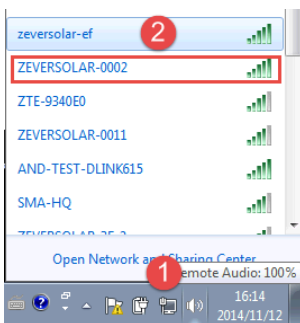 zeversolar-ef
2
ZEVERSOLAR-0002
ZTE-9340E0
ZEVERSOLAR-0011
AND-TEST-DLINK615
SMA-HQ
Open Network and Sharing Center
1
emote Audio: 100%
16:14
2014/11/12